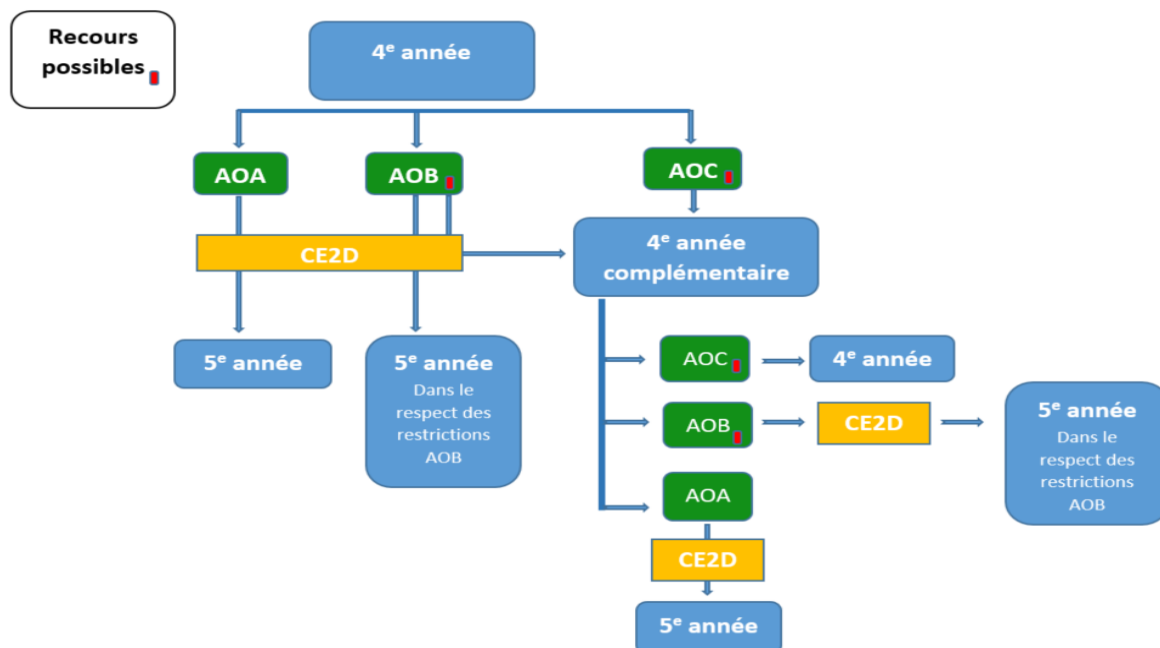 Recours
possibles
4e année
AOA
AOB
AOC
CE2D
4e année
complémentaire
5e année
5e année
Dans le
respect des
restrictions
AOB
AOC
4e année
AOB
CE2D
5e année
Dans le
respect des
restrictions
AOB
AOA
CE2D
5e année